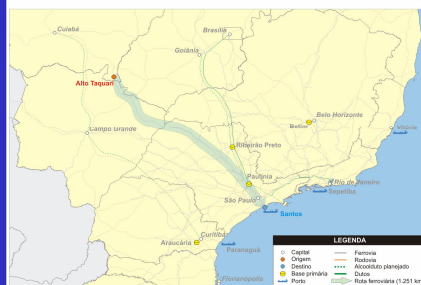 Cuiabá
Brasília
Goiânia
Alto Taquari
Belo Horizonte
Betim
Vitória
Campo Grande
Ribeirão Preto
Paulínia
Rio de Janeiro
Sepetiba
São Paulo
Santos
Curitiba
Araucária
Paranaguá
Florianópolis
LEGENDA
Capital
Origem
Destino
Base primária
Porto
Ferrovia
Rodovia
Alcooduto planejado
Dutos
Rota ferroviária (1.251 km)